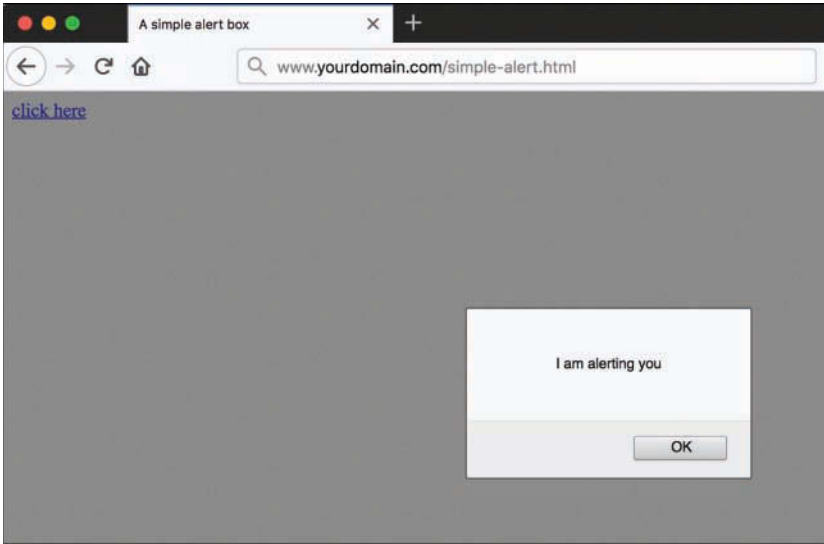 A simple alert box
www.yourdomain.com/simple-alert.html
click here
I am alerting you
OK